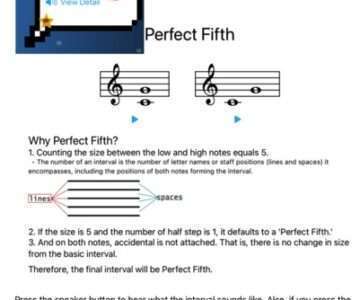 View Detail
Perfect Fifth
Why Perfect Fifth?
1. Counting the size between the low and high notes equals 5.
- The number of an interval is the number of letter names or staff positions (lines and spaces) it
encompasses, including the positions of both notes forming the interval.
lines
spaces
2. If the size is 5 and the number of half step is 1, it defaults to a 'Perfect Fifth.'
3. And on both notes, accidental is not attached. That is, there is no change in size
from the basic interval.
Therefore, the final interval will be Perfect Fifth.
Press the speaker button to hear what the interval sounds like. Also, if you press the